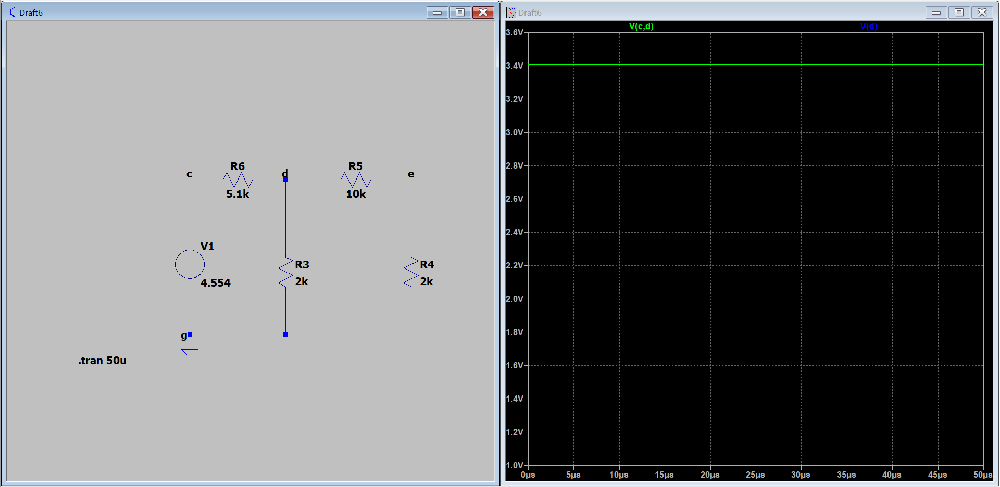 Draft6
c
R6
5.1k
d
R5
10k
e
V1
4.554
R3
2k
R4
2k
g
.tran 50u
Draft6
V(c,d)
V(d)
3.6V
3.4V
3.2V
3.0V
2.8V
2.6V
2.4V
2.2V
2.0V
1.8V
1.6V
1.4V
1.2V
1.0V
0µs 5µs 10µs 15µs 20µs 25µs 30µs 35µs 40µs 45µs 50µs